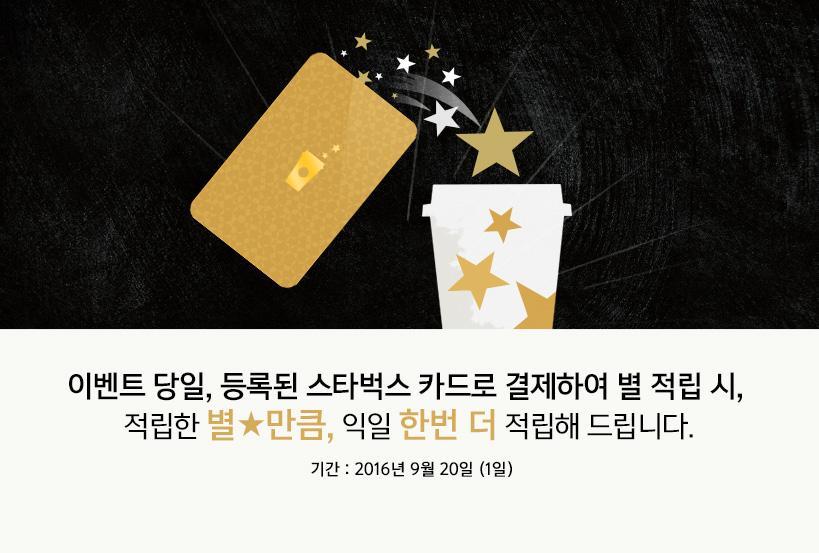 이벤트 당일, 등록된 스타벅스 카드로 결제하여 별 적립 시,
적립한 별★만큼, 익일 한번 더 적립해 드립니다.
기간 : 2016년 9월 20일 (1일)